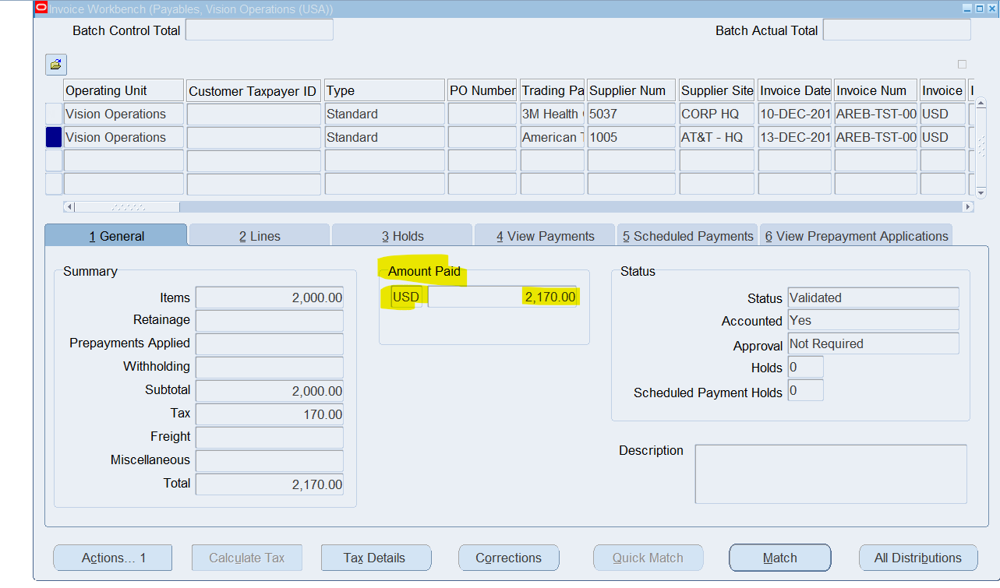 Invoice Workbench (Payables, Vision Operations (USA))
Batch Control Total Batch Actual Total
Operating Unit Customer Taxpayer ID Type PO Number Trading Pa Supplier Num Supplier Site Invoice Date Invoice Num Invoice I
Vision Operations Standard 3M Health 5037 CORP HQ 10-DEC-201 AREB-TST-00 USD
Vision Operations Standard American T 1005 AT&T - HQ 13-DEC-201 AREB-TST-00 USD
1 General 2 Lines 3 Holds 4 View Payments 5 Scheduled Payments 6 View Prepayment Applications
Summary
Items 2,000.00
Retainage
Prepayments Applied
Withholding
Subtotal 2,000.00
Tax 170.00
Freight
Miscellaneous
Total 2,170.00
Amount Paid
USD 2,170.00
Status
Status Validated
Accounted Yes
Approval Not Required
Holds 0
Scheduled Payment Holds 0
Description
Actions... 1 Calculate Tax Tax Details Corrections Quick Match Match All Distributions